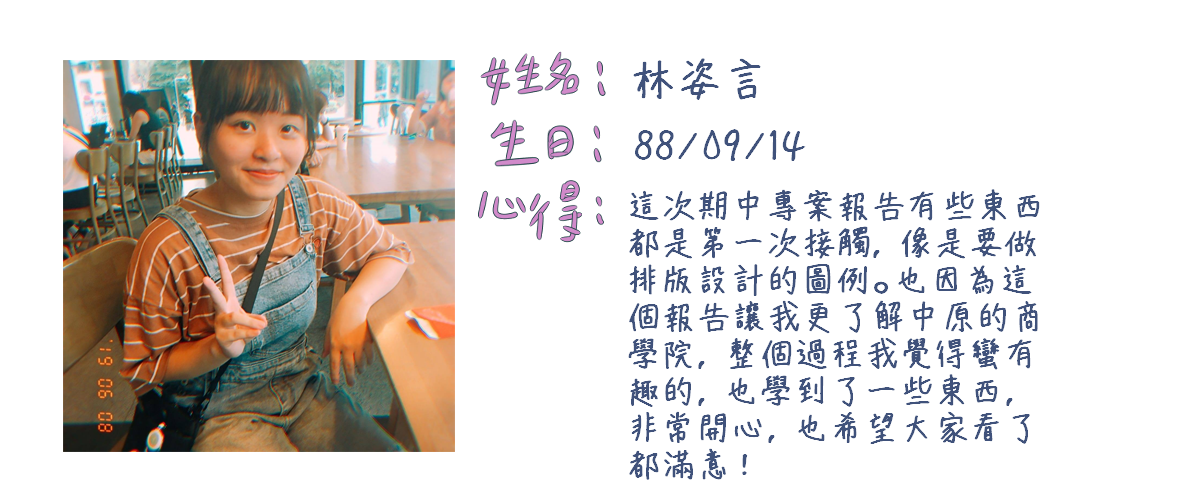 姓名：林姿言
生日：88/09/14
心得：這次期中專案報告有些東西
都是第一次接觸，像是要做
排版設計的圖例。也因為這
個報告讓我更了解中原的商
學院，整個過程我覺得蠻有
趣的，也學到了一些東西，
非常開心，也希望大家看了
都滿意！
'19 06 08